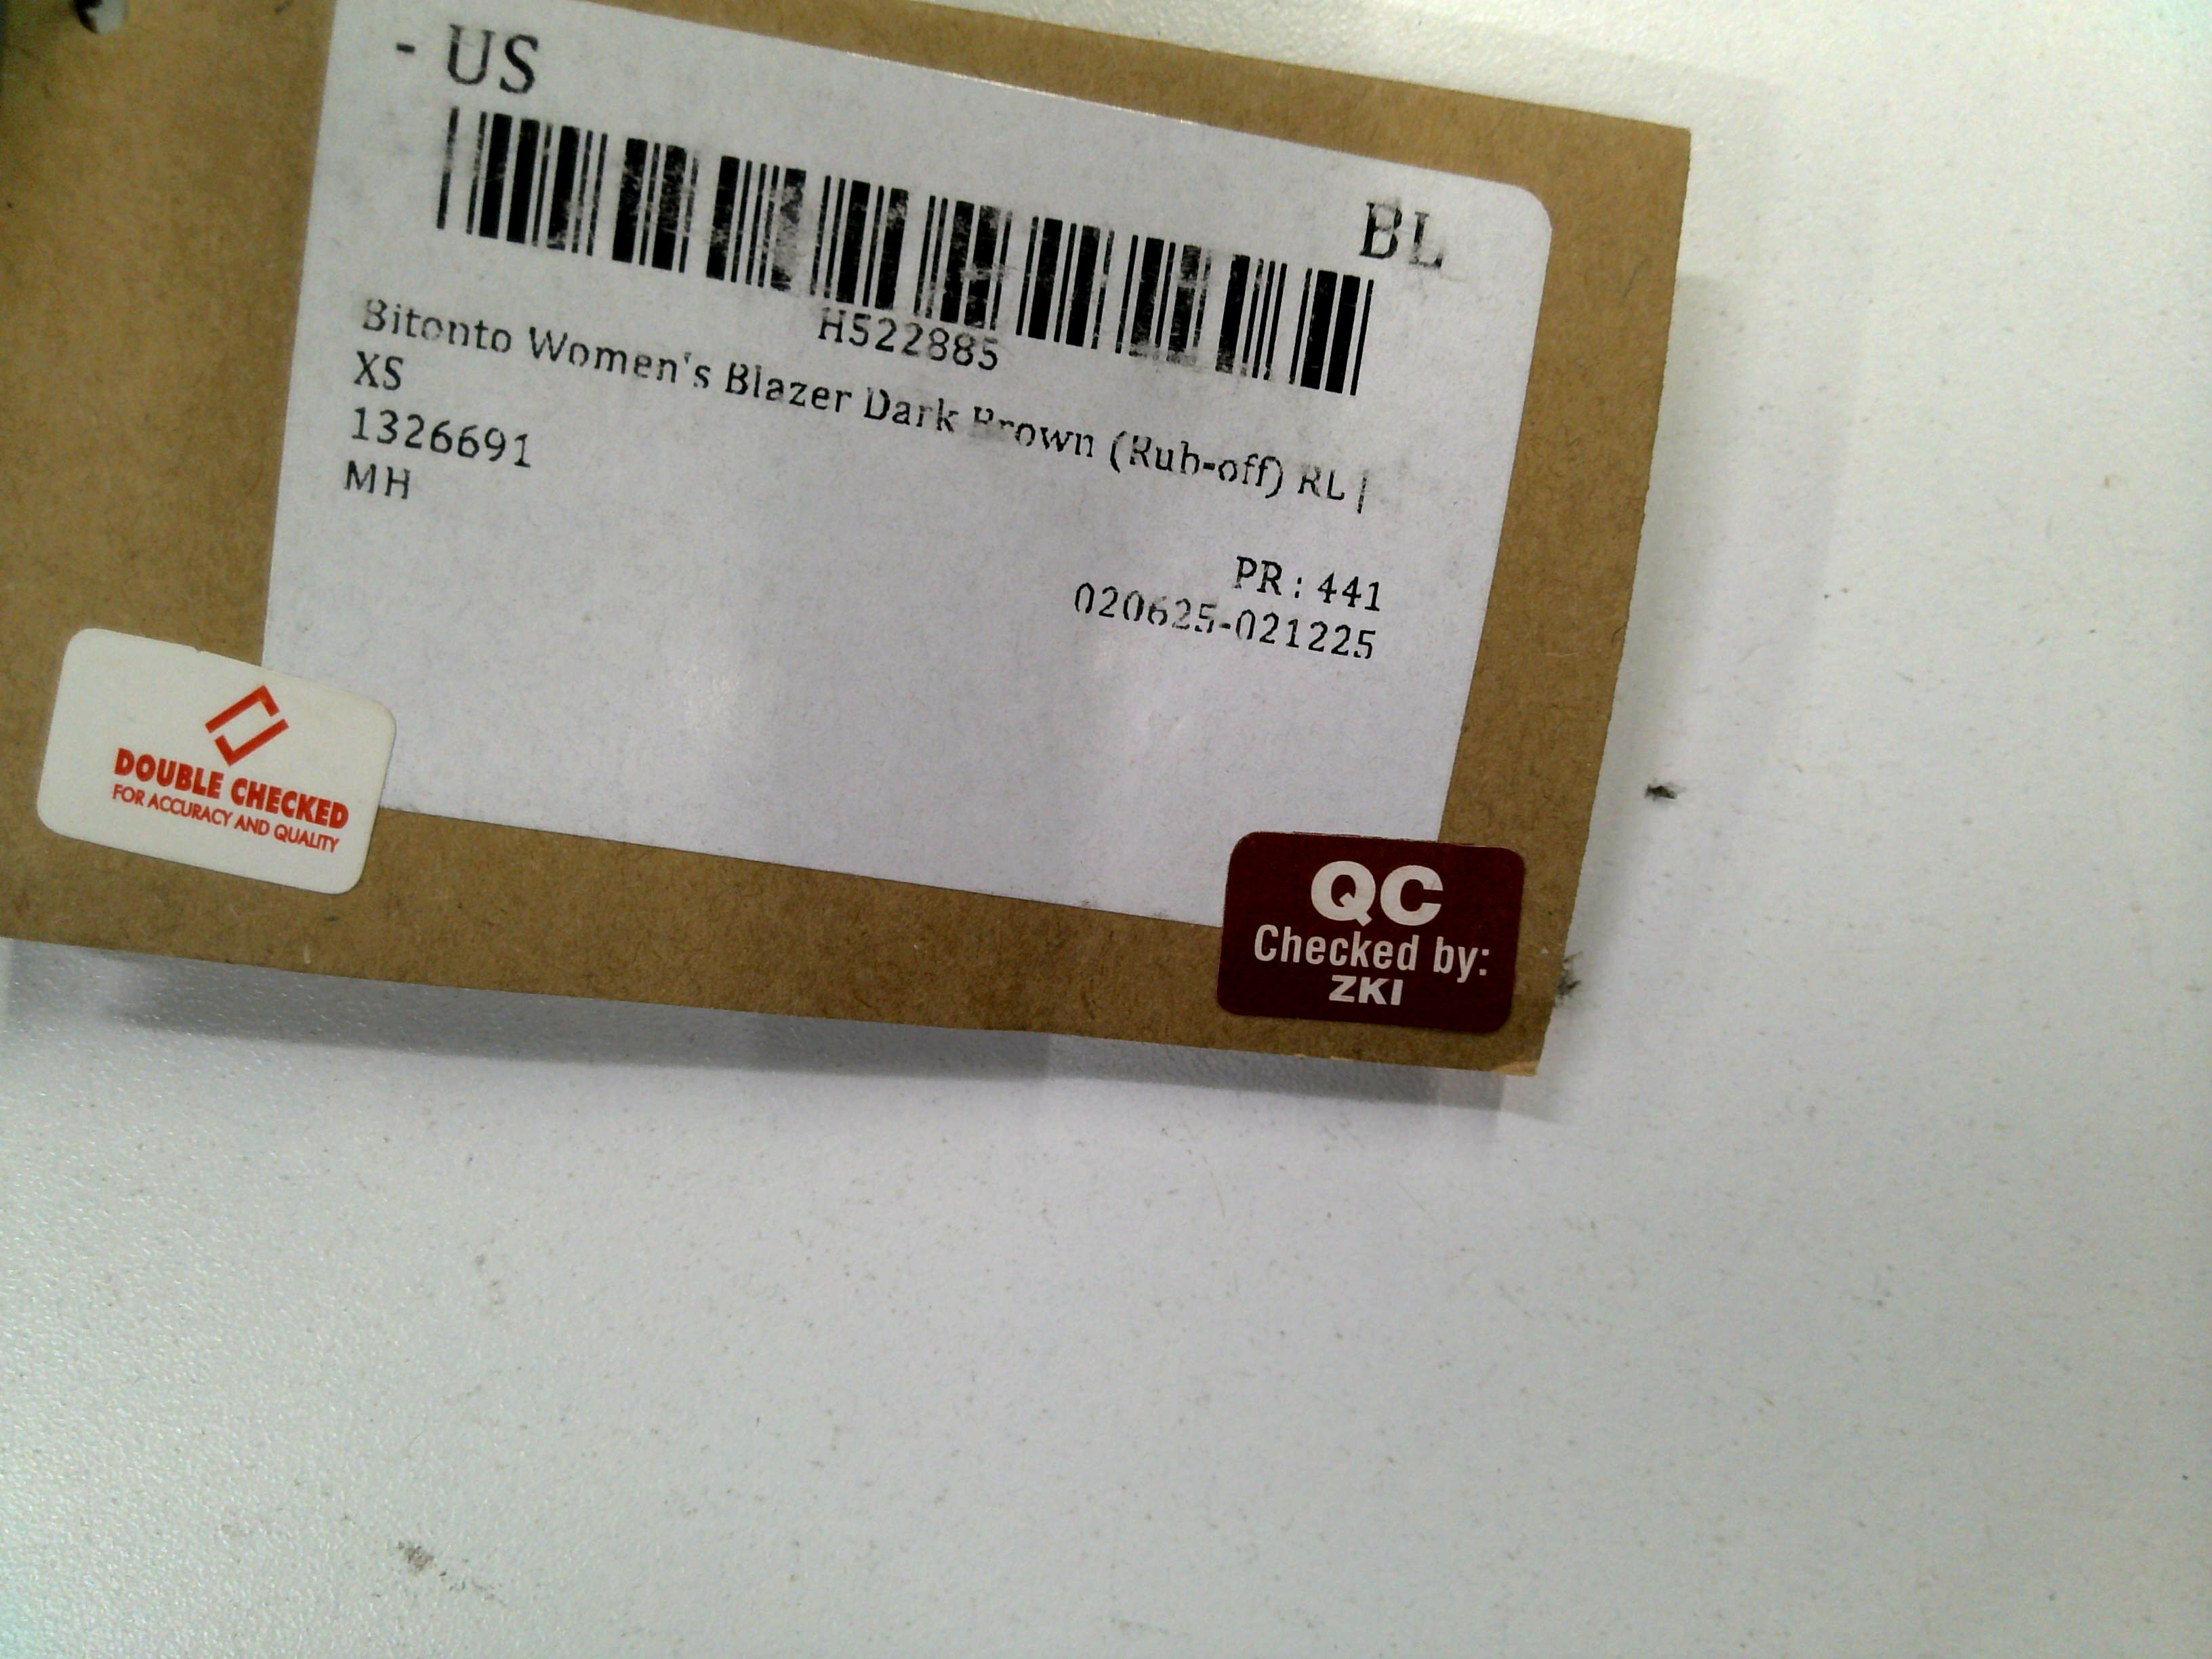 - US
BL
H522885
Bitonto Women's Blazer Dark Brown (Rub-off) RL |
XS
1326691
MH
PR : 441
020625-021225
DOUBLE CHECKED
FOR ACCURACY AND QUALITY
QC
Checked by:
ZKI